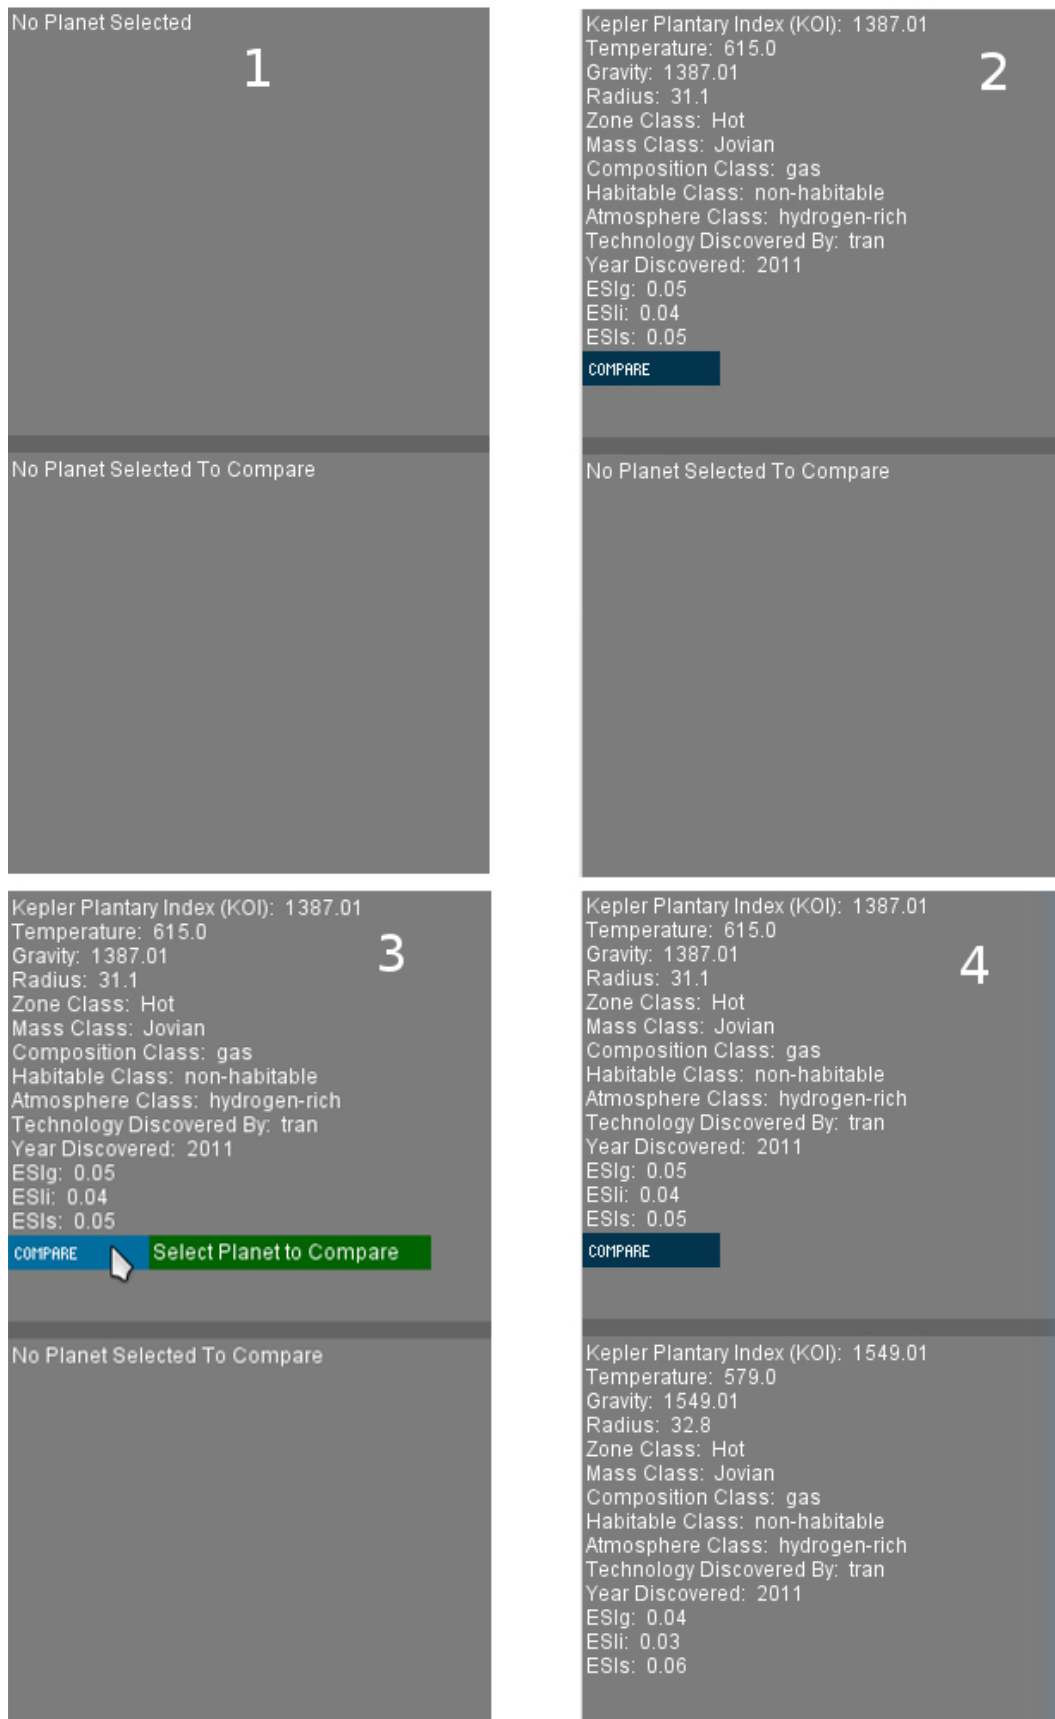 No Planet Selected
1
No Planet Selected To Compare
Kepler Plantary Index (KOI): 1387.01
2
Temperature: 615.0
Gravity: 1387.01
Radius: 31.1
Zone Class: Hot
Mass Class: Jovian
Composition Class: gas
Habitable Class: non-habitable
Atmosphere Class: hydrogen-rich
Technology Discovered By: tran
Year Discovered: 2011
ESIg: 0.05
ESIi: 0.04
ESIs: 0.05
COMPARE
No Planet Selected To Compare
Kepler Plantary Index (KOI): 1387.01
3
Temperature: 615.0
Gravity: 1387.01
Radius: 31.1
Zone Class: Hot
Mass Class: Jovian
Composition Class: gas
Habitable Class: non-habitable
Atmosphere Class: hydrogen-rich
Technology Discovered By: tran
Year Discovered: 2011
ESIg: 0.05
ESIi: 0.04
ESIs: 0.05
COMPARE Select Planet to Compare
No Planet Selected To Compare
Kepler Plantary Index (KOI): 1387.01
4
Temperature: 615.0
Gravity: 1387.01
Radius: 31.1
Zone Class: Hot
Mass Class: Jovian
Composition Class: gas
Habitable Class: non-habitable
Atmosphere Class: hydrogen-rich
Technology Discovered By: tran
Year Discovered: 2011
ESIg: 0.05
ESIi: 0.04
ESIs: 0.05
COMPARE
Kepler Plantary Index (KOI): 1549.01
Temperature: 579.0
Gravity: 1549.01
Radius: 32.8
Zone Class: Hot
Mass Class: Jovian
Composition Class: gas
Habitable Class: non-habitable
Atmosphere Class: hydrogen-rich
Technology Discovered By: tran
Year Discovered: 2011
ESIg: 0.04
ESIi: 0.03
ESIs: 0.06